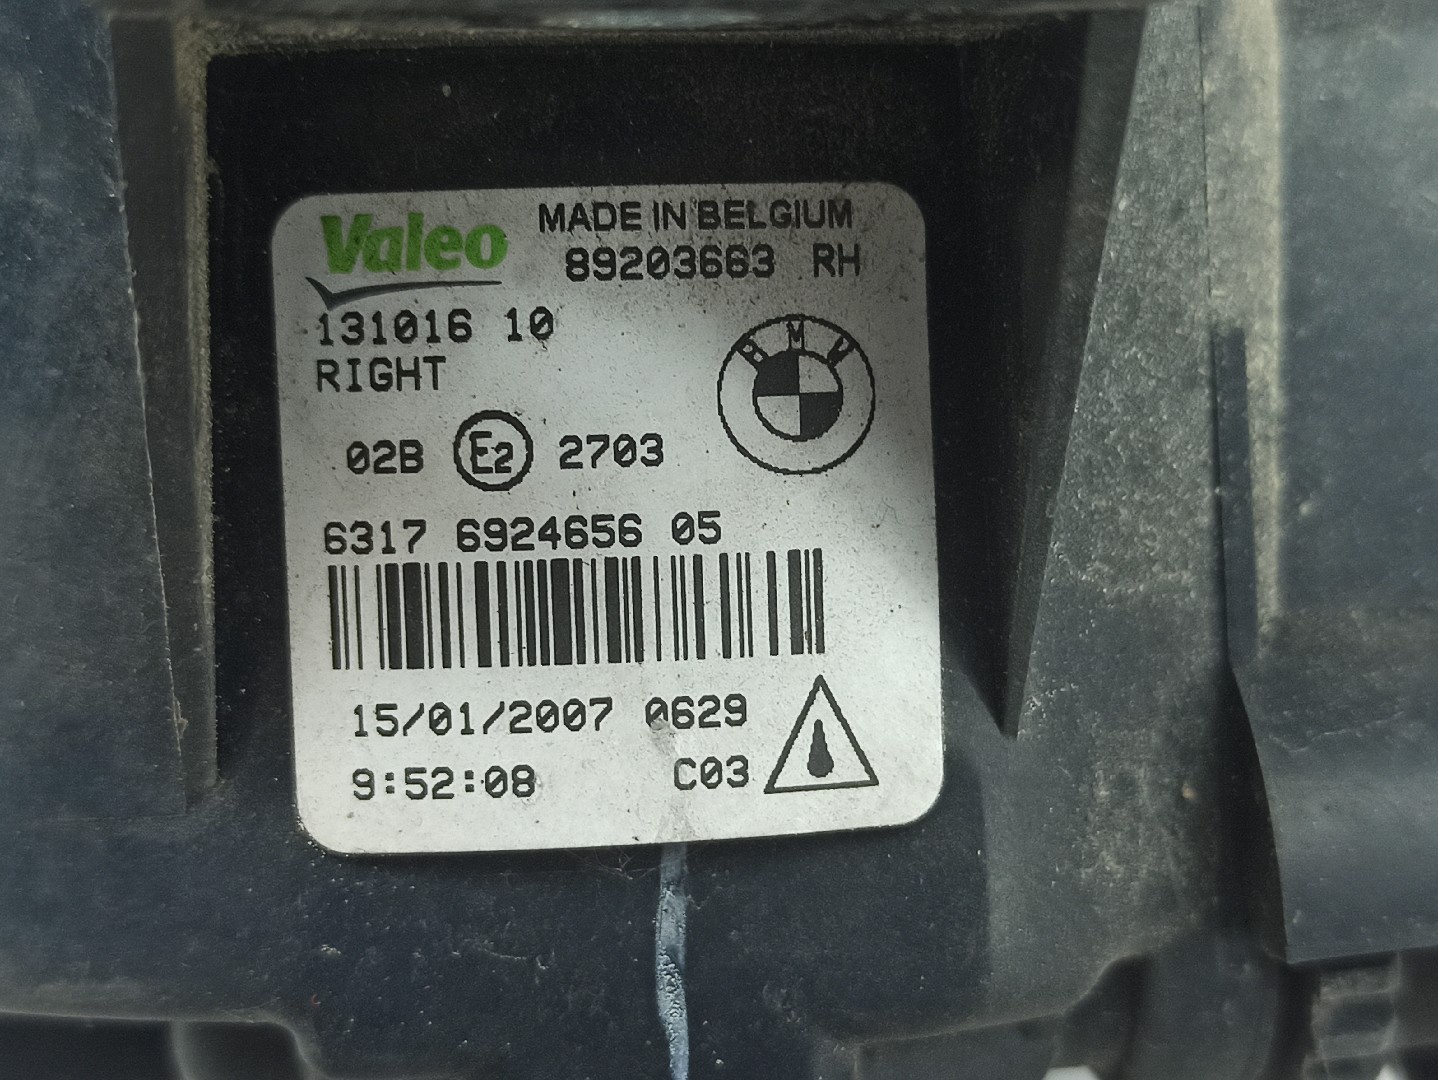 Valeo MADE IN BELGIUM
89203663 RH
131016 10
RIGHT
BMW
02B E2 2703
6317 6924656 05
15/01/2007 0629
9:52:08 C03